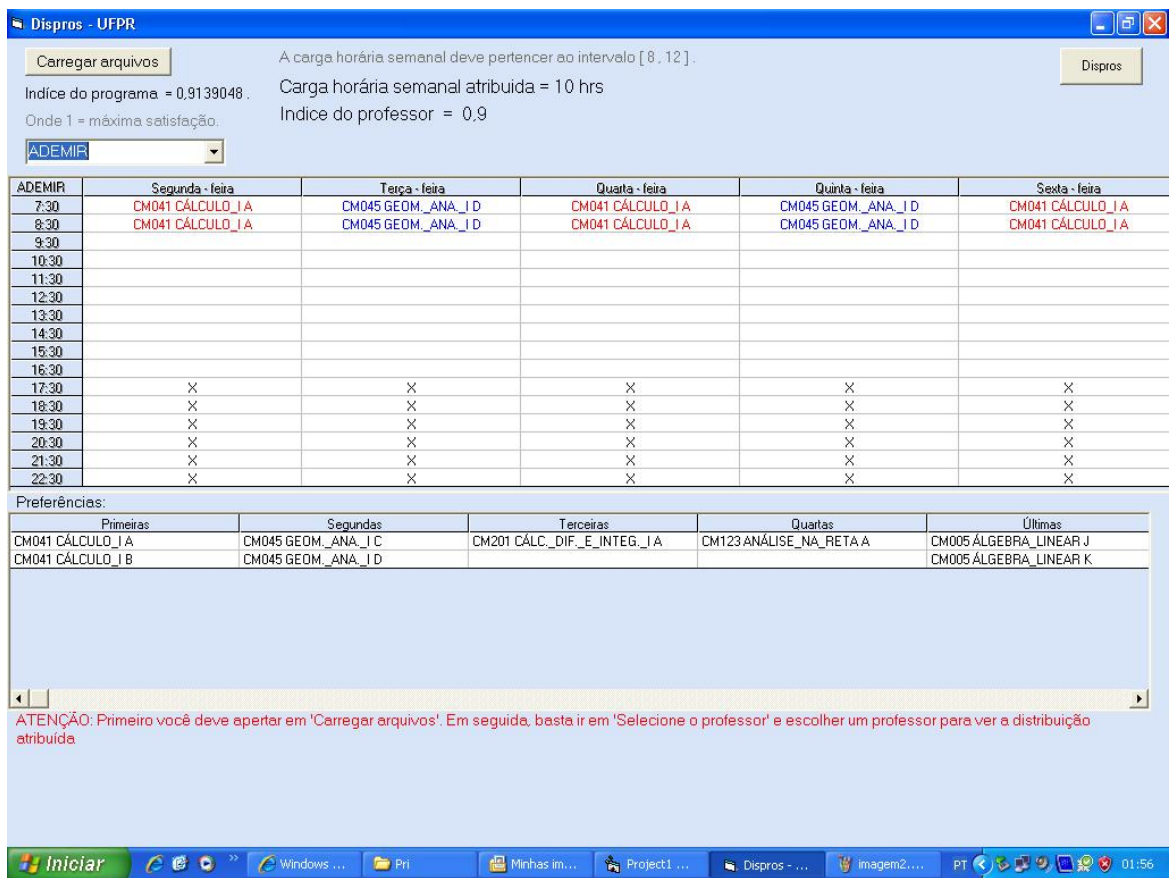 Dispros - UFPR
Carregar arquivos
A carga horária semanal deve pertencer ao intervalo [ 8 , 12 ] .
Dispros
Indíce do programa = 0,9139048 .
Carga horária semanal atribuida = 10 hrs
Onde 1 = máxima satisfação.
Indice do professor = 0,9
ADEMIR
ADEMIR Segunda - feira Terça - feira Quarta - feira Quinta - feira Sexta - feira
7:30 CM041 CÁLCULO_I A CM045 GEOM._ANA._I D CM041 CÁLCULO_I A CM045 GEOM._ANA._I D CM041 CÁLCULO_I A
8:30 CM041 CÁLCULO_I A CM045 GEOM._ANA._I D CM041 CÁLCULO_I A CM045 GEOM._ANA._I D CM041 CÁLCULO_I A
9:30
10:30
11:30
12:30
13:30
14:30
15:30
16:30
17:30 X X X X X
18:30 X X X X X
19:30 X X X X X
20:30 X X X X X
21:30 X X X X X
22:30 X X X X X
Preferências:
Primeiras Segundas Terceiras Quartas Últimas
CM041 CÁLCULO_I A CM045 GEOM._ANA._I C CM201 CÁLC._DIF._E_INTEG._I A CM123 ANÁLISE_NA_RETA A CM005 ÁLGEBRA_LINEAR J
CM041 CÁLCULO_I B CM045 GEOM._ANA._I D CM005 ÁLGEBRA_LINEAR K
ATENÇÃO: Primeiro você deve apertar em 'Carregar arquivos'. Em seguida, basta ir em 'Selecione o professor' e escolher um professor para ver a distribuição
atribuída
Iniciar » Windows ... Pri Minhas im... Project1 ... Dispros - ... imagem2.... PT 01:56